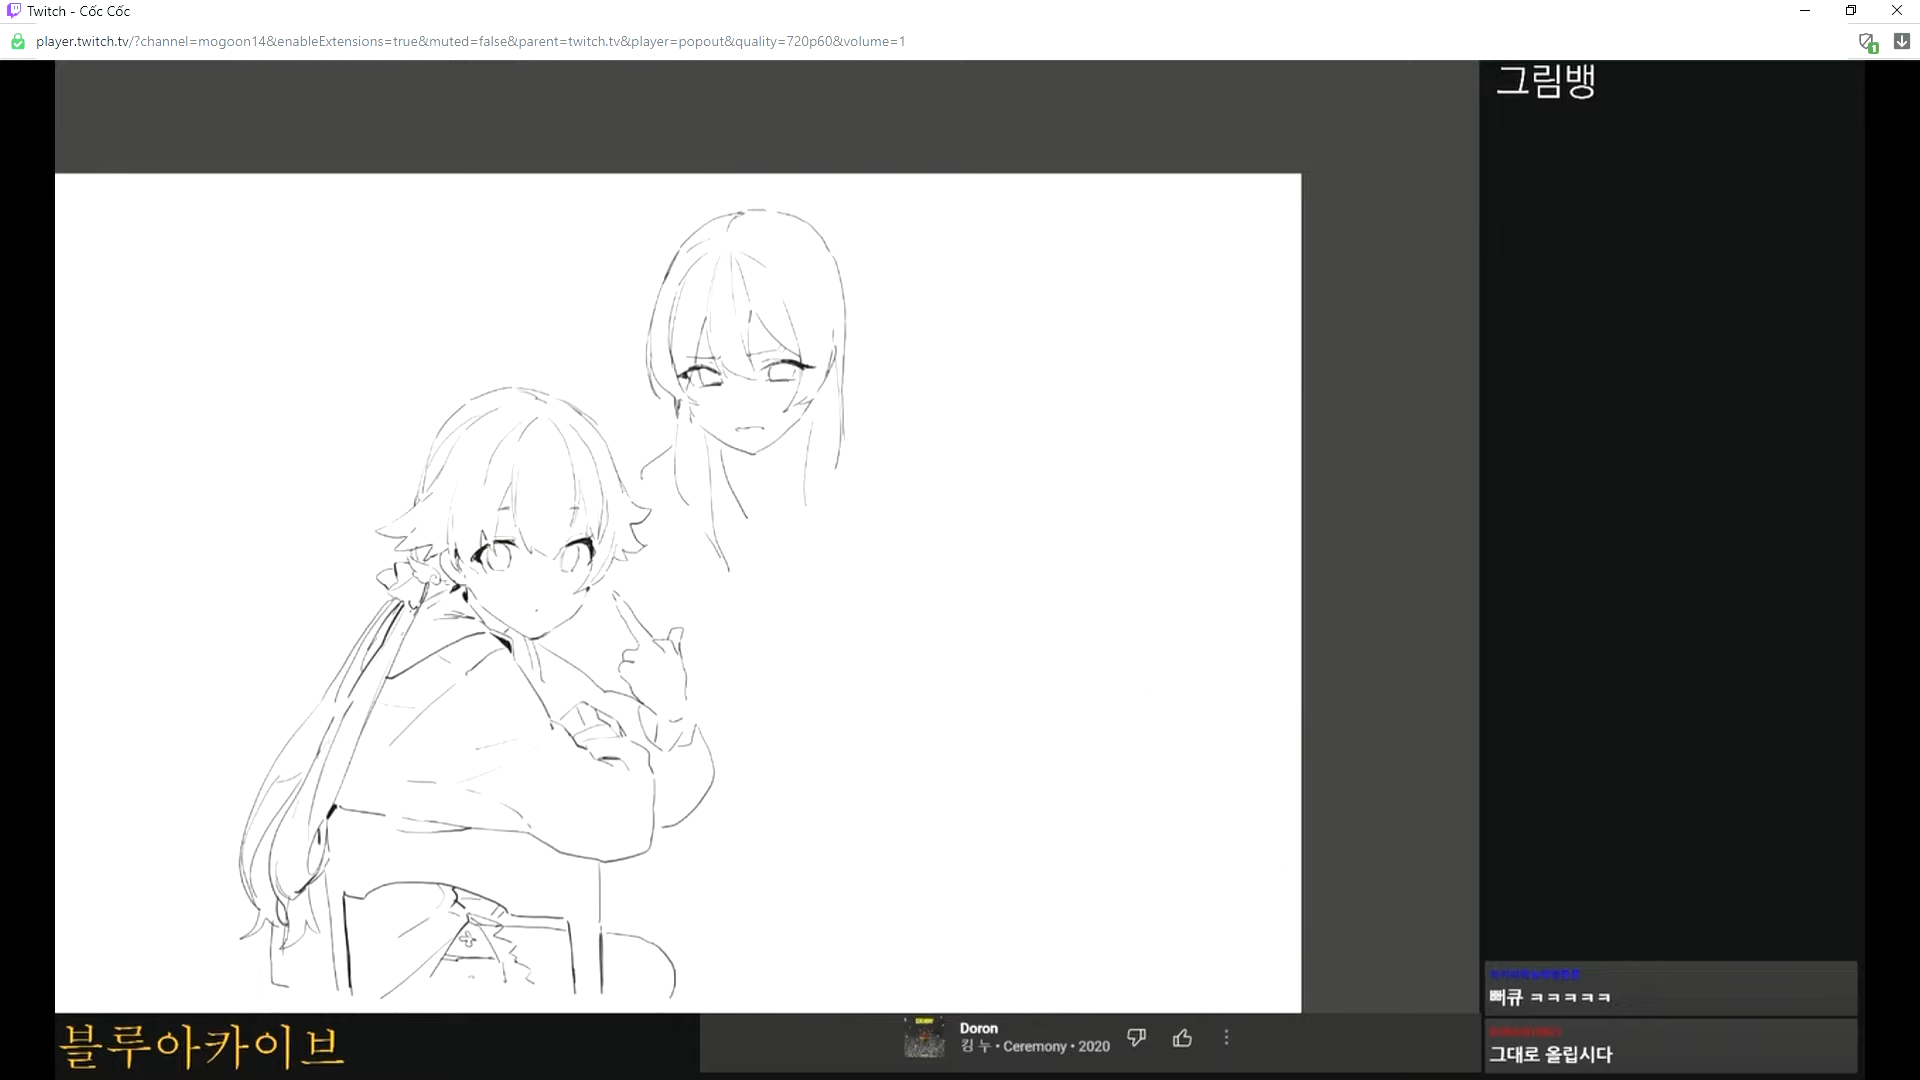 Twitch - Cốc Cốc
player.twitch.tv/?channel=mogoon14&enableExtensions=true&muted=false&parent=twitch.tv&player=popout&quality=720p60&volume=1
1
그림뱅
뻐큐 ㅋㅋㅋㅋㅋ
그대로 올립시다
블루아카이브
Doron
킹 누 • Ceremony • 2020